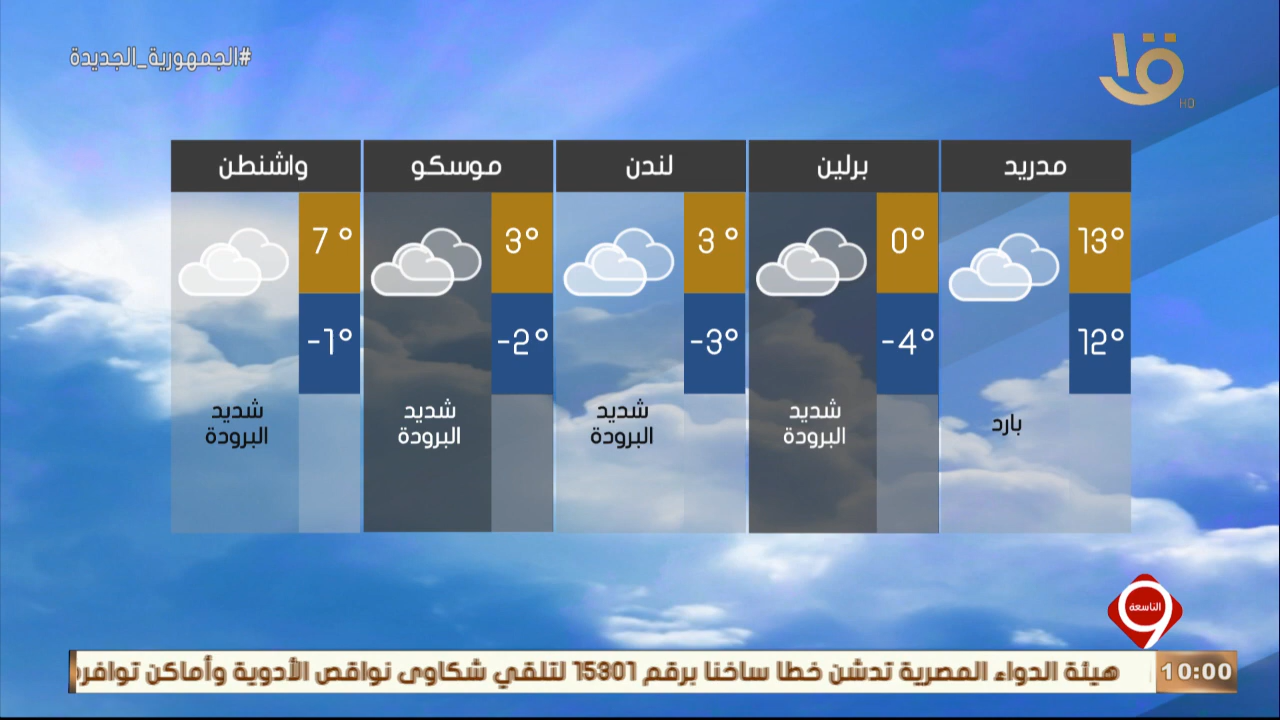 #الجمهورية_الجديدة
HD
مدريد
13°
12°
بارد
برلين
0°
-4°
شديد
البرودة
لندن
3°
-3°
شديد
البرودة
موسكو
3°
-2°
شديد
البرودة
واشنطن
7°
-1°
شديد
البرودة
التاسعة
9
10:00
هيئة الدواء المصرية تدشن خطا ساخنا برقم 15301 لتلقي شكاوى نواقص الأدوية وأماكن توافر